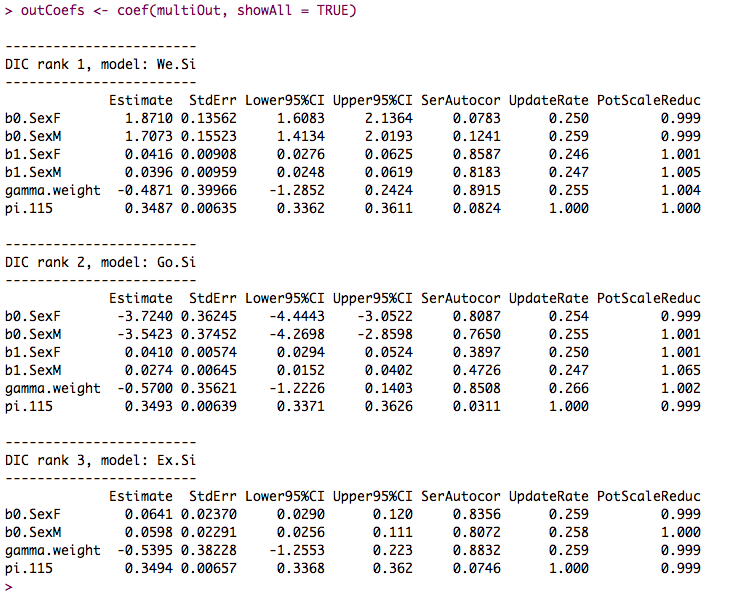 > outCoefs <- coef(multiOut, showAll = TRUE)
-----------------------
DIC rank 1, model: We.Si
-----------------------
             Estimate  StdErr Lower95%CI Upper95%CI SerAutocor UpdateRate PotScaleReduc
b0.SexF        1.8710 0.13562     1.6083     2.1364     0.0783      0.250         0.999
b0.SexM        1.7073 0.15523     1.4134     2.0193     0.1241      0.259         0.999
b1.SexF        0.0416 0.00908     0.0276     0.0625     0.8587      0.246         1.001
b1.SexM        0.0396 0.00959     0.0248     0.0619     0.8183      0.247         1.005
gamma.weight  -0.4871 0.39966    -1.2852     0.2424     0.8915      0.255         1.004
pi.115         0.3487 0.00635     0.3362     0.3611     0.0824      1.000         1.000
-----------------------
DIC rank 2, model: Go.Si
-----------------------
             Estimate  StdErr Lower95%CI Upper95%CI SerAutocor UpdateRate PotScaleReduc
b0.SexF       -3.7240 0.36245    -4.4443    -3.0522     0.8087      0.254         0.999
b0.SexM       -3.5423 0.37452    -4.2698    -2.8598     0.7650      0.255         1.001
b1.SexF        0.0410 0.00574     0.0294     0.0524     0.3897      0.250         1.001
b1.SexM        0.0274 0.00645     0.0152     0.0402     0.4726      0.247         1.065
gamma.weight  -0.5700 0.35621    -1.2226     0.1403     0.8508      0.266         1.002
pi.115         0.3493 0.00639     0.3371     0.3626     0.0311      1.000         0.999
-----------------------
DIC rank 3, model: Ex.Si
-----------------------
             Estimate  StdErr Lower95%CI Upper95%CI SerAutocor UpdateRate PotScaleReduc
b0.SexF        0.0641 0.02370     0.0290      0.120     0.8356      0.259         0.999
b0.SexM        0.0598 0.02291     0.0256      0.111     0.8072      0.258         1.000
gamma.weight  -0.5395 0.38228    -1.2553      0.223     0.8832      0.259         0.999
pi.115         0.3494 0.00657     0.3368      0.362     0.0746      1.000         0.999
>